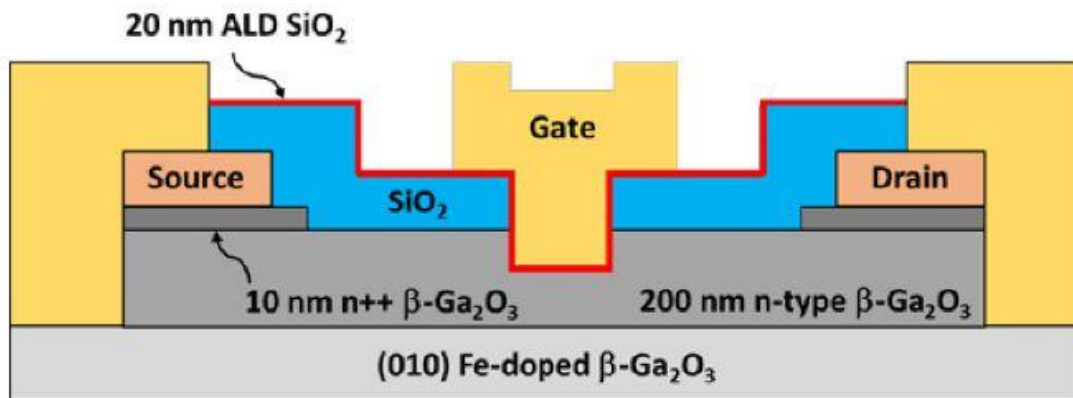 20 nm ALD SiO₂
Gate
Source
Drain
SiO₂
10 nm n++ β-Ga₂O₃
200 nm n-type β-Ga₂O₃
(010) Fe-doped β-Ga₂O₃